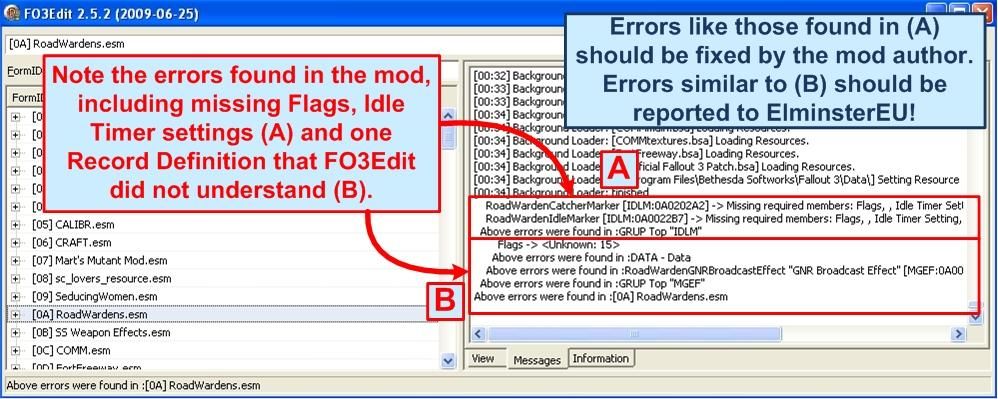 FO3Edit 2.5.2 (2009-06-25)
[0A] RoadWardens.esm
Note the errors found in the mod,
including missing Flags, Idle
Timer settings (A) and one
Record Definition that FO3Edit
did not understand (B).
Errors like those found in (A)
should be fixed by the mod author.
Errors similar to (B) should be
reported to ElminsterEU!
FormID
FormID
[05] CALIBR.esm
[06] CRAFT.esm
[07] Mart's Mutant Mod.esm
[08] sc_lovers_resource.esm
[09] SeducingWomen.esm
[0A] RoadWardens.esm
[0B] SS Weapon Effects.esm
[0C] COMM.esm
[0D] FortFreeway.esm
[00:32] Background
[00:33] Background
[00:33] Background
[00:34] Background
[00:34] Background
[00:34] Background Loader: [COMMtextures.bsa] Loading Resources.
[00:34] Background Loader: Freeway.bsa] Loading Resources.
[00:34] Background Loader: ficial Fallout 3 Patch.bsa] Loading Resources.
[00:34] Background Loader: rogram Files\Bethesda Softworks\Fallout 3\Data\] Setting Resource
[00:34] Background Loader: finished
A
RoadWardenCatcherMarker [IDLM:0A0202A2] -> Missing required members: Flags, , Idle Timer Set
RoadWardenIdleMarker [IDLM:0A0022B7] -> Missing required members: Flags, , Idle Timer Setting,
Above errors were found in :GRUP Top "IDLM"
Flags -> <Unknown: 15>
Above errors were found in :DATA - Data
Above errors were found in :RoadWardenGNRBroadcastEffect "GNR Broadcast Effect" [MGEF:0A00
Above errors were found in :GRUP Top "MGEF"
Above errors were found in :[0A] RoadWardens.esm
B
View
Messages
Information
Above errors were found in :[0A] RoadWardens.esm